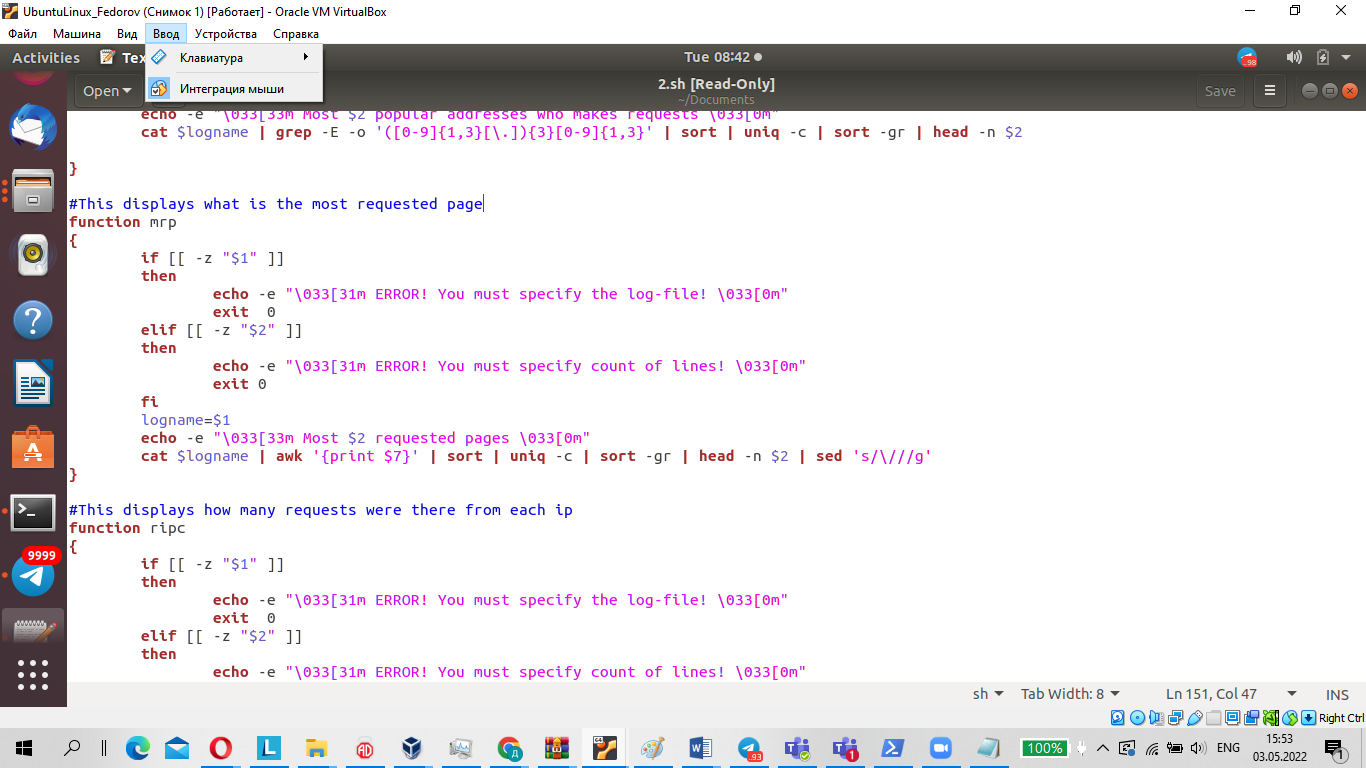 UbuntuLinux_Fedorov (Снимок 1) [Работает] - Oracle VM VirtualBox
Файл Машина Вид Ввод Устройства Справка
Клавиатура
Интеграция мыши
Activities Tex Tue 08:42 .98
Open 2.sh [Read-Only] Save
~/Documents
echo -e "\033[33m Most $2 popular addresses who makes requests \033[0m"
cat $logname | grep -E -o '([0-9]{1,3}[\.]){3}[0-9]{1,3}' | sort | uniq -c | sort -gr | head -n $2
}
#This displays what is the most requested page
function mrp
{
if [[ -z "$1" ]]
then
echo -e "\033[31m ERROR! You must specify the log-file! \033[0m"
exit  0
elif [[ -z "$2" ]]
then
echo -e "\033[31m ERROR! You must specify count of lines! \033[0m"
exit 0
fi
logname=$1
echo -e "\033[33m Most $2 requested pages \033[0m"
cat $logname | awk '{print $7}' | sort | uniq -c | sort -gr | head -n $2 | sed 's/\///g'
}
#This displays how many requests were there from each ip
function ripc
{
if [[ -z "$1" ]]
then
echo -e "\033[31m ERROR! You must specify the log-file! \033[0m"
exit  0
elif [[ -z "$2" ]]
then
echo -e "\033[31m ERROR! You must specify count of lines! \033[0m"
9999
sh Tab Width: 8 Ln 151, Col 47 INS
Right Ctrl
100% ENG 15:53
03.05.2022